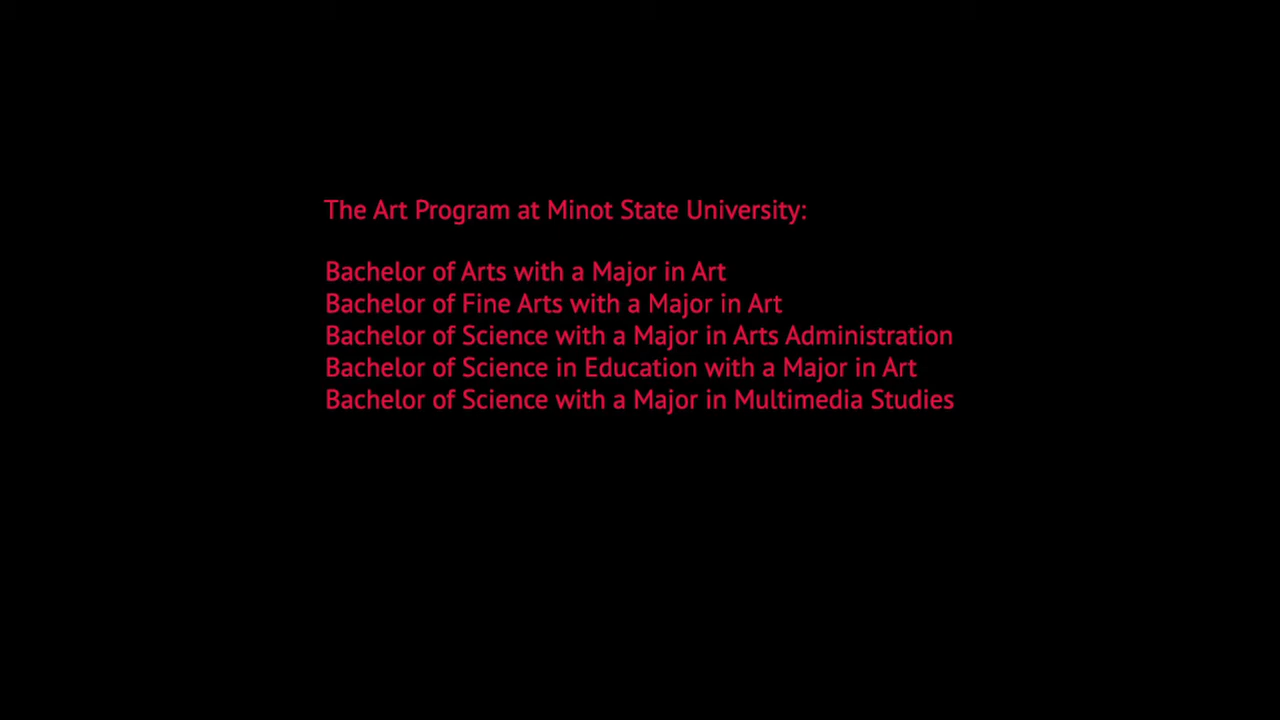 The Art Program at Minot State University:
Bachelor of Arts with a Major in Art
Bachelor of Fine Arts with a Major in Art
Bachelor of Science with a Major in Arts Administration
Bachelor of Science in Education with a Major in Art
Bachelor of Science with a Major in Multimedia Studies